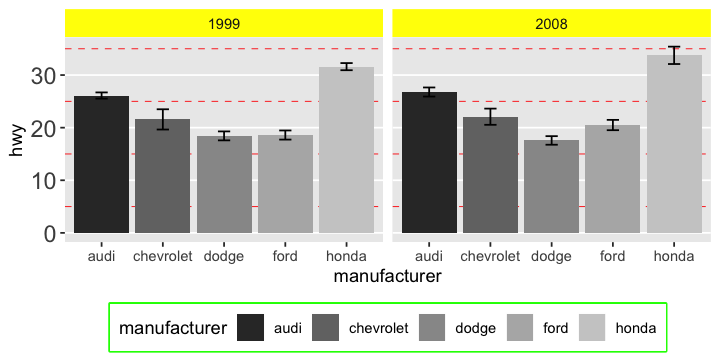 1999 2008
hwy
30
20
10
0
audi chevrolet dodge ford honda audi chevrolet dodge ford honda
manufacturer
manufacturer audi chevrolet dodge ford honda